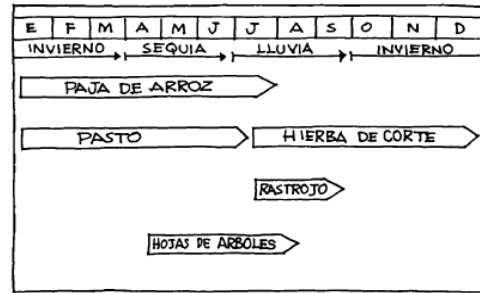 E F M A M J J A S O N D
INVIERNO SEQUIA LLUVIA INVIERNO
PAJA DE ARROZ
PASTO HIERBA DE CORTE
RASTROJO
HOJAS DE ARBOLES